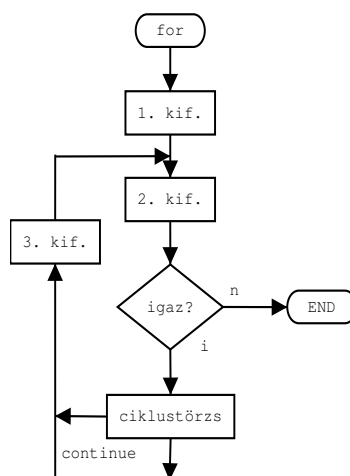 for
1. kif.
2. kif.
3. kif.
igaz?
n
END
i
ciklustörzs
continue